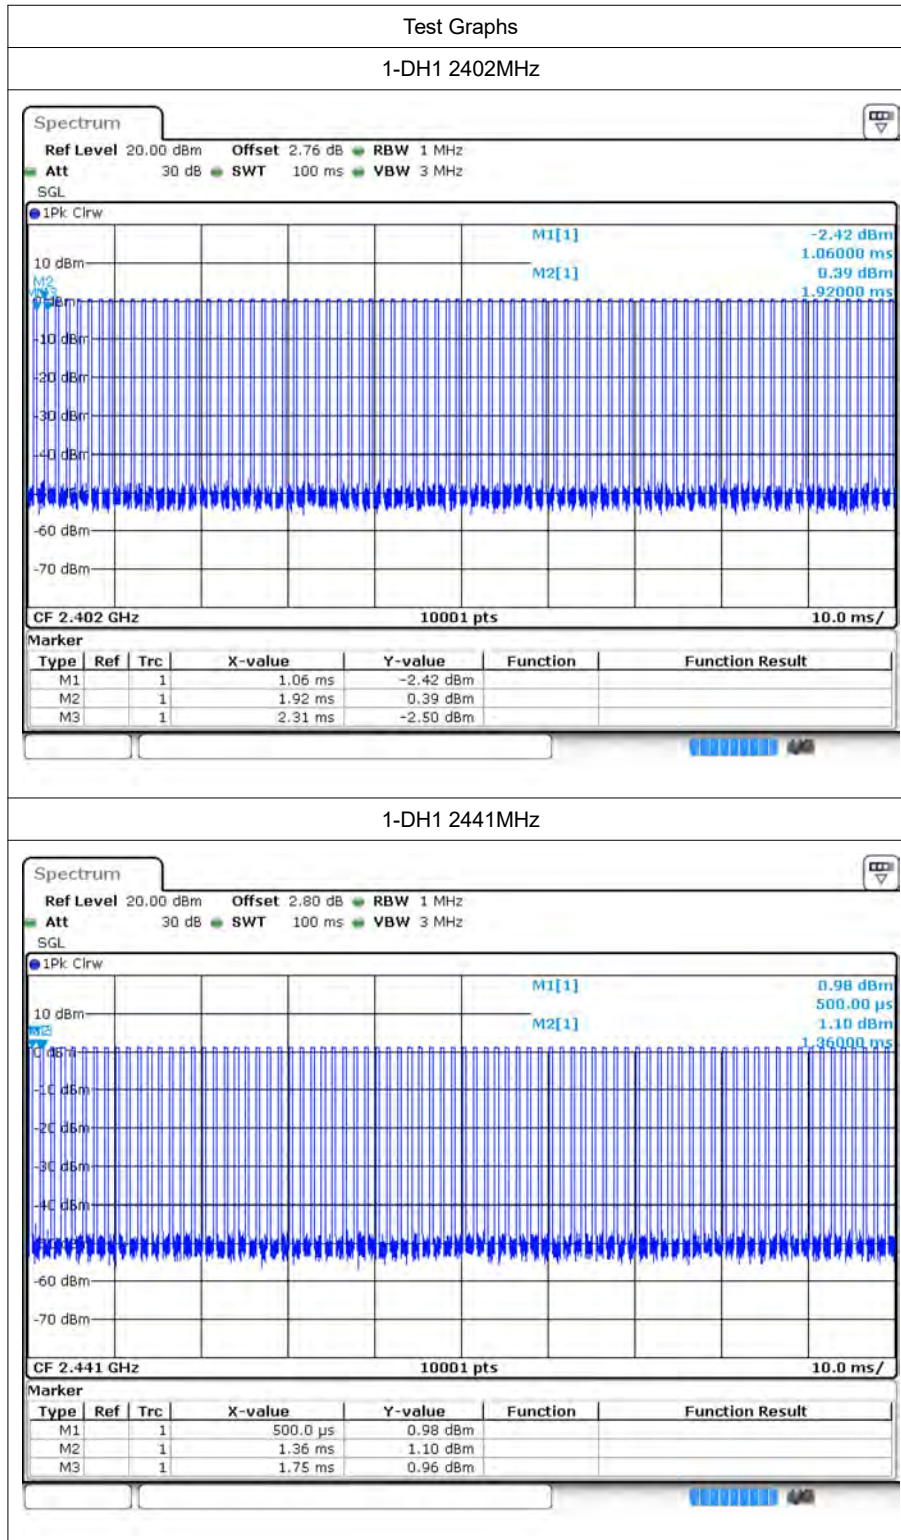 Test Graphs
1-DH1 2402MHz
Spectrum
Ref Level 20.00 dBm Offset 2.76 dB RBW 1 MHz
Att 30 dB SWT 100 ms VBW 3 MHz
SGL
1Pk Clrw
M1[1] -2.42 dBm
1.06000 ms
10 dBm
M2[1] 0.39 dBm
1.92000 ms
M2
0 dBm
-10 dBm
-20 dBm
-30 dBm
-40 dBm
-60 dBm
-70 dBm
CF 2.402 GHz 10001 pts 10.0 ms/
Marker
Type Ref Trc X-value Y-value Function Function Result
M1 1 1.06 ms -2.42 dBm
M2 1 1.92 ms 0.39 dBm
M3 1 2.31 ms -2.50 dBm
1-DH1 2441MHz
Spectrum
Ref Level 20.00 dBm Offset 2.80 dB RBW 1 MHz
Att 30 dB SWT 100 ms VBW 3 MHz
SGL
1Pk Clrw
M1[1] 0.98 dBm
500.00 µs
10 dBm
M2[1] 1.10 dBm
1.36000 ms
0 dBm
-10 dBm
-20 dBm
-30 dBm
-40 dBm
-60 dBm
-70 dBm
CF 2.441 GHz 10001 pts 10.0 ms/
Marker
Type Ref Trc X-value Y-value Function Function Result
M1 1 500.0 µs 0.98 dBm
M2 1 1.36 ms 1.10 dBm
M3 1 1.75 ms 0.96 dBm